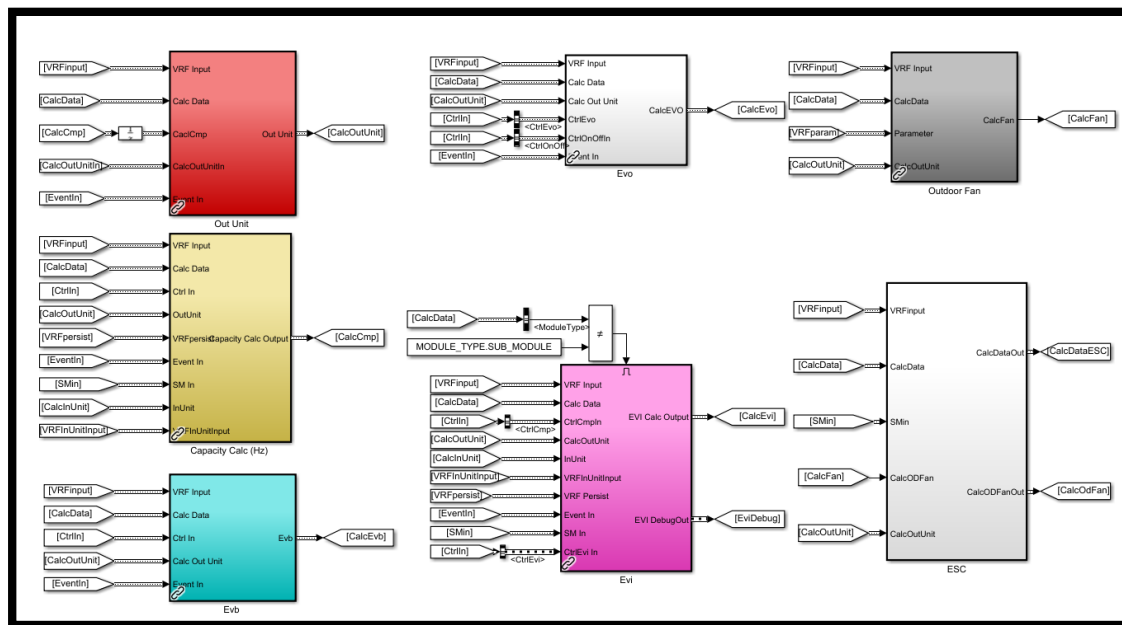 [VRFinput]
[CalcData]
[CalcCmp]
[CalcOutUnitIn]
[EventIn]
VRF Input
Calc Data
CaclCmp
CalcOutUnitIn
Event In
Out Unit
[CalcOutUnit]
Out Unit
[VRFinput]
[CalcData]
[CtrlIn]
[CalcOutUnit]
[VRFpersist]
[EventIn]
[SMin]
[CalcInUnit]
[VRFInUnitInput]
VRF Input
Calc Data
Ctrl In
OutUnit
VRFpersist
Event In
SM In
InUnit
VRFInUnitInput
Capacity Calc Output
[CalcCmp]
Capacity Calc (Hz)
[VRFinput]
[CalcData]
[CtrlIn]
[CalcOutUnit]
[EventIn]
VRF Input
Calc Data
Ctrl In
Calc Out Unit
Event In
Evb
[CalcEvb]
Evb
[VRFinput]
[CalcData]
[CalcOutUnit]
[CtrlIn]
<CtrlEvo>
[CtrlIn]
<CtrlOnOff>
[EventIn]
VRF Input
Calc Data
Calc Out Unit
CtrlEvo
CtrlOnOffIn
Event In
CalcEVO
[CalcEvo]
Evo
[CalcData]
<ModuleType>
MODULE_TYPE.SUB_MODULE
≠
[VRFinput]
[CalcData]
[CtrlIn]
<CtrlCmp>
[CalcOutUnit]
[CalcInUnit]
[VRFInUnitInput]
[VRFpersist]
[EventIn]
[SMin]
[CtrlIn]
<CtrlEvi>
VRF Input
Calc Data
CtrlCmpIn
CalcOutUnit
InUnit
VRFInUnitInput
VRF Persist
Event In
SM In
CtrlEvi In
EVI Calc Output
EVI DebugOut
[CalcEvi]
[EviDebug]
Evi
[VRFinput]
[CalcData]
[VRFparam]
[CalcOutUnit]
VRF Input
CalcData
Parameter
CalcOutUnit
CalcFan
[CalcFan]
Outdoor Fan
[VRFinput]
[CalcData]
[SMin]
[CalcFan]
[CalcOutUnit]
VRFinput
CalcData
SMin
CalcODFan
CalcOutUnit
CalcDataOut
CalcODFanOut
[CalcDataESC]
[CalcOdFan]
ESC